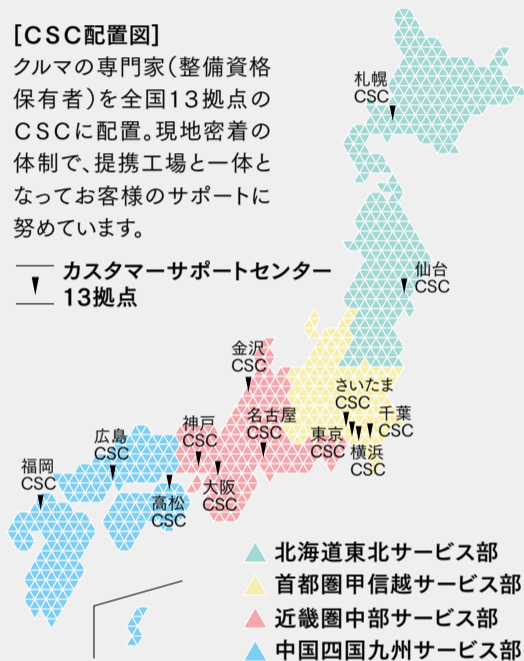 [CSC配置図]
クルマの専門家(整備資格
保有者)を全国13拠点の
CSCに配置。現地密着の
体制で、提携工場と一体と
なってお客様のサポートに
努めています。
カスタマーサポートセンター
13拠点
札幌
CSC
仙台
CSC
金沢
CSC
さいたま
CSC
千葉
CSC
東京
CSC
横浜
CSC
名古屋
CSC
神戸
CSC
大阪
CSC
広島
CSC
高松
CSC
福岡
CSC
北海道東北サービス部
首都圏甲信越サービス部
近畿圏中部サービス部
中国四国九州サービス部